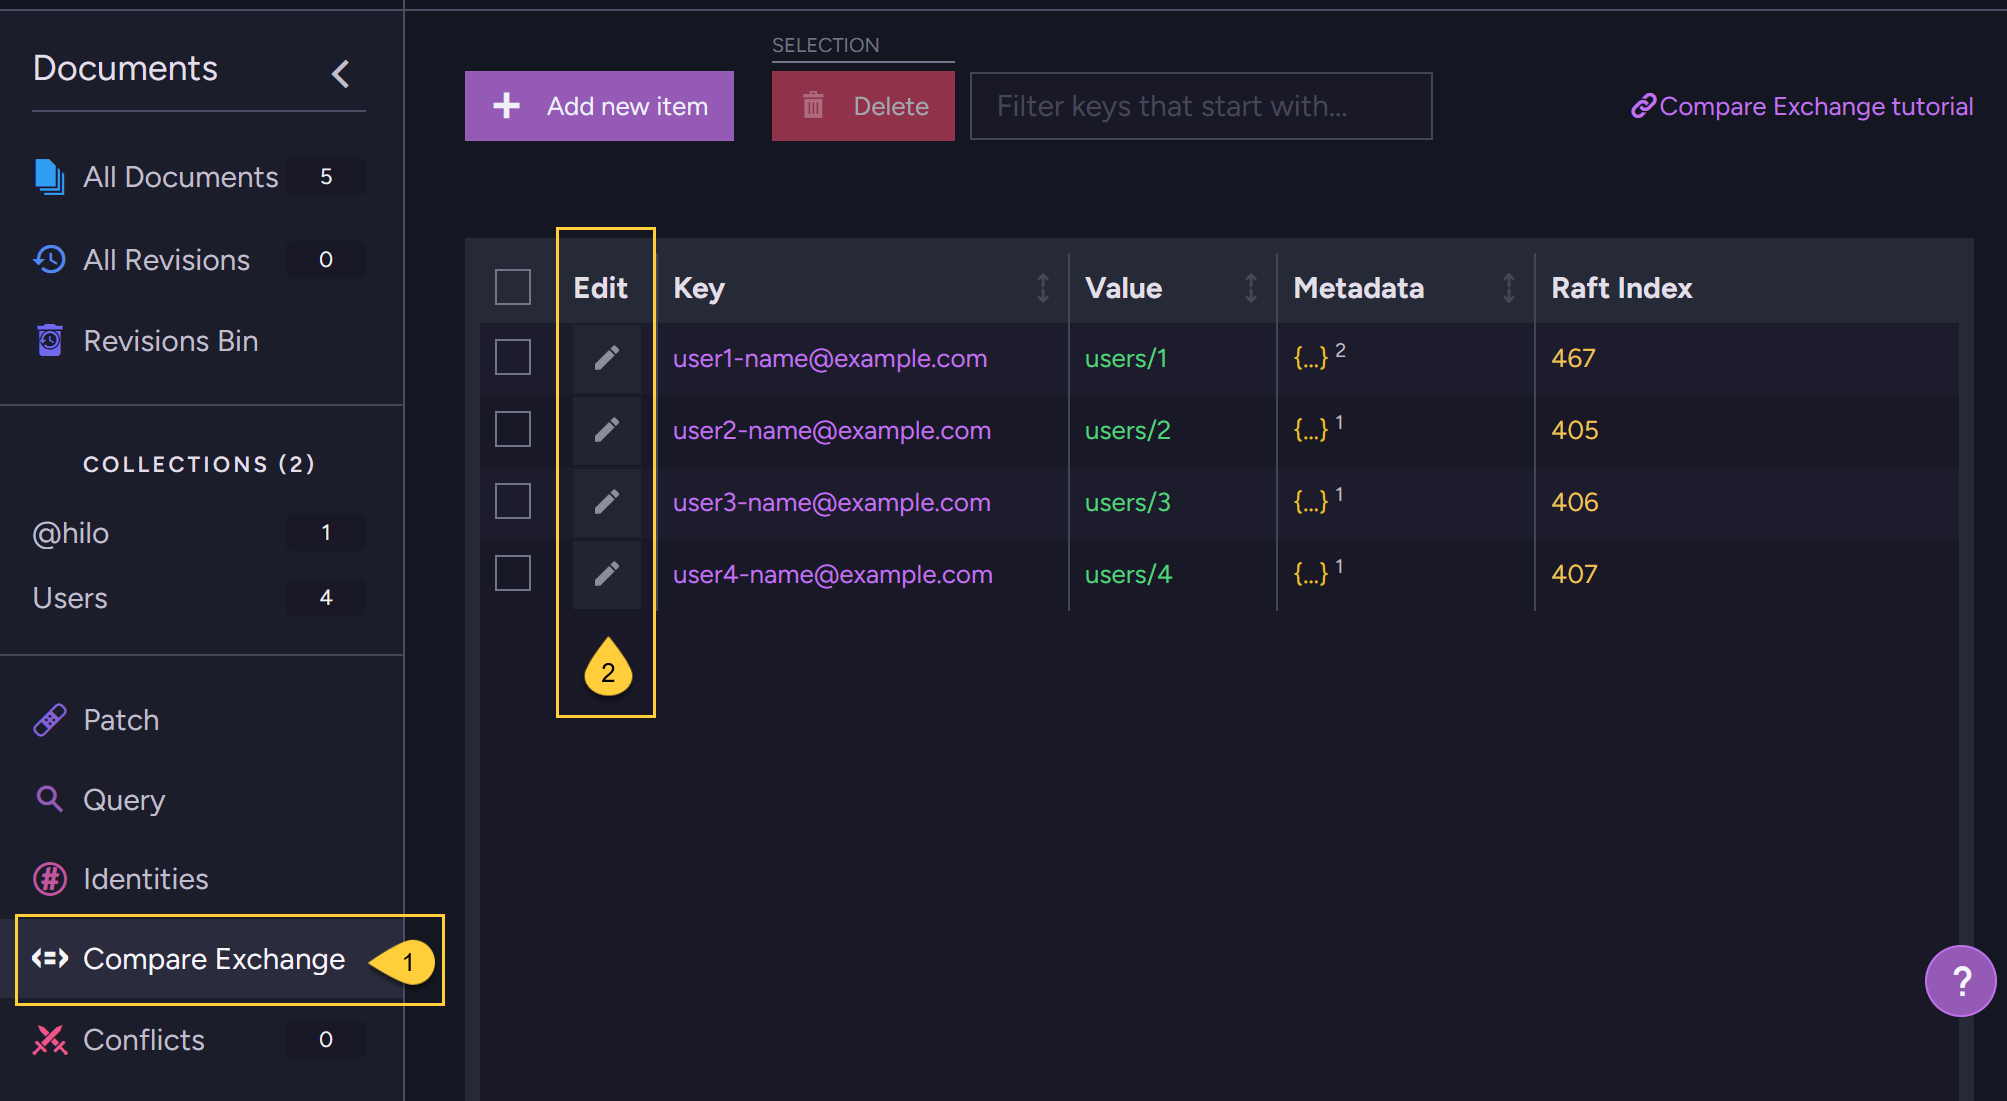 Documents
All Documents 5
All Revisions 0
Revisions Bin
COLLECTIONS (2)
@hilo 1
Users 4
Patch
Query
Identities
Compare Exchange 1
Conflicts 0
SELECTION
Add new item Delete Filter keys that start with... Compare Exchange tutorial
Edit Key Value Metadata Raft Index
user1-name@example.com users/1 {...} 2 467
user2-name@example.com users/2 {...} 1 405
user3-name@example.com users/3 {...} 1 406
user4-name@example.com users/4 {...} 1 407
2
?